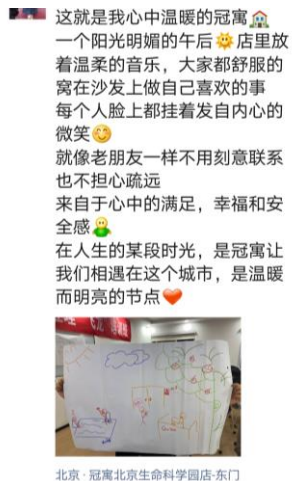 这就是我心中温暖的冠寓🏠
一个阳光明媚的午后🌞店里放
着温柔的音乐，大家都舒服的
窝在沙发上做自己喜欢的事
每个人脸上都挂着发自内心的
微笑😊
就像老朋友一样不用刻意联系
也不担心疏远
来自于心中的满足，幸福和安
全感
在人生的某段时光，是冠寓让
我们相遇在这个城市，是温暖
而明亮的节点❤️
北京·冠寓北京生命科学园店-东门